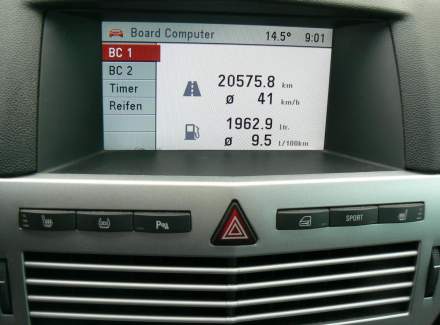 Board Computer 14.5° 9:01
BC 1
BC 2
Timer
Reifen
20575.8 km
ø 41 km/h
1962.9 ltr.
ø 9.5 l/100km
SPORT